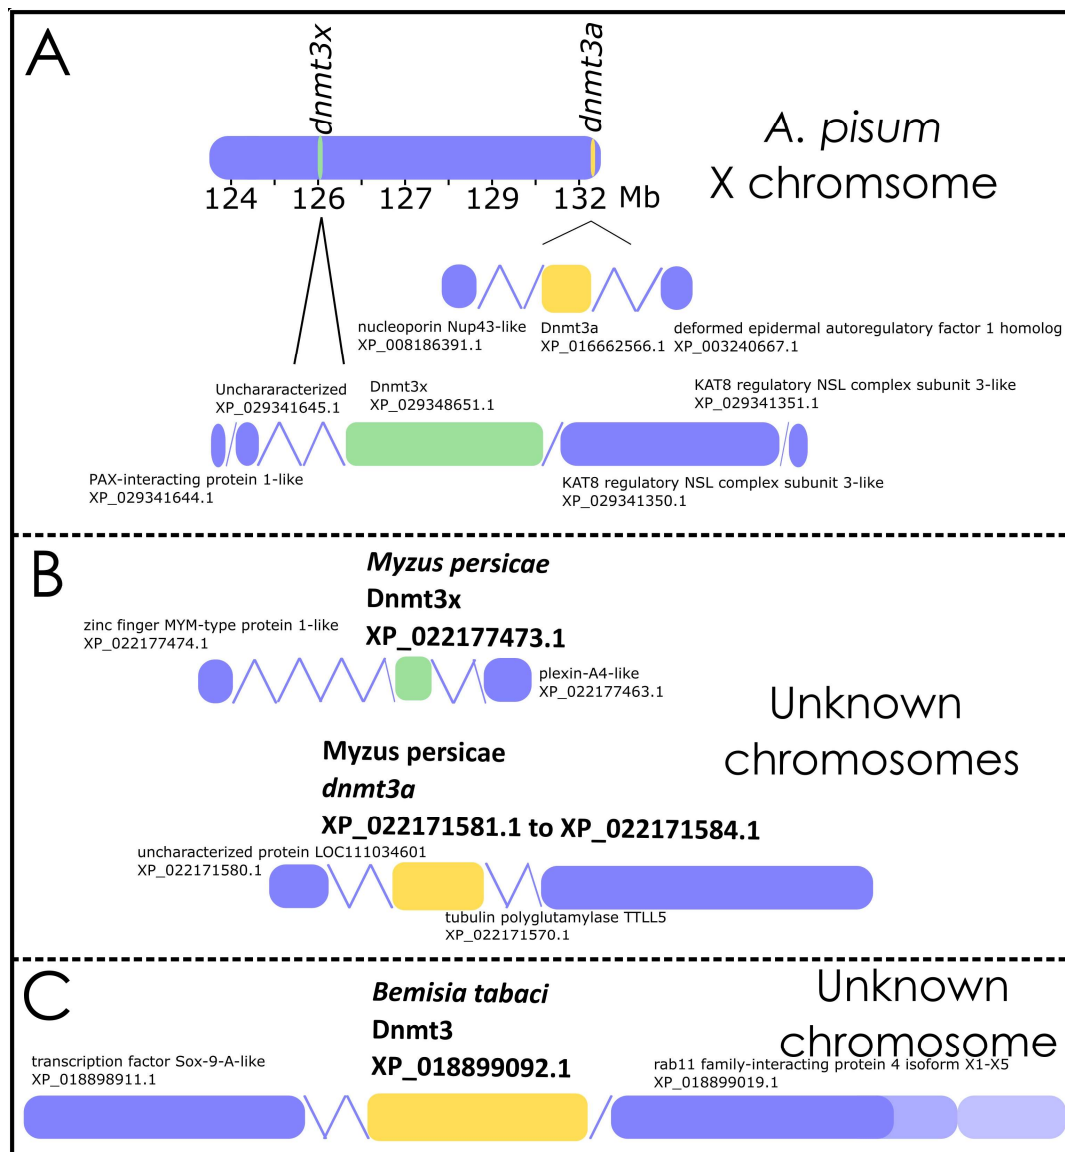 A
dnmt3x
dnmt3a
A. pisum
X chromsome
124 126 127 129 132 Mb
nucleoporin Nup43-like
XP_008186391.1
Dnmt3a
XP_016662566.1
deformed epidermal autoregulatory factor 1 homolog
XP_003240667.1
Unchararacterized
XP_029341645.1
Dnmt3x
XP_029348651.1
KAT8 regulatory NSL complex subunit 3-like
XP_029341351.1
PAX-interacting protein 1-like
XP_029341644.1
KAT8 regulatory NSL complex subunit 3-like
XP_029341350.1
B
Myzus persicae
Dnmt3x
XP_022177473.1
zinc finger MYM-type protein 1-like
XP_022177474.1
plexin-A4-like
XP_022177463.1
Unknown
chromosomes
Myzus persicae
dnmt3a
XP_022171581.1 to XP_022171584.1
uncharacterized protein LOC111034601
XP_022171580.1
tubulin polyglutamylase TTLL5
XP_022171570.1
C
Unknown
chromosome
Bemisia tabaci
Dnmt3
XP_018899092.1
transcription factor Sox-9-A-like
XP_018898911.1
rab11 family-interacting protein 4 isoform X1-X5
XP_018899019.1